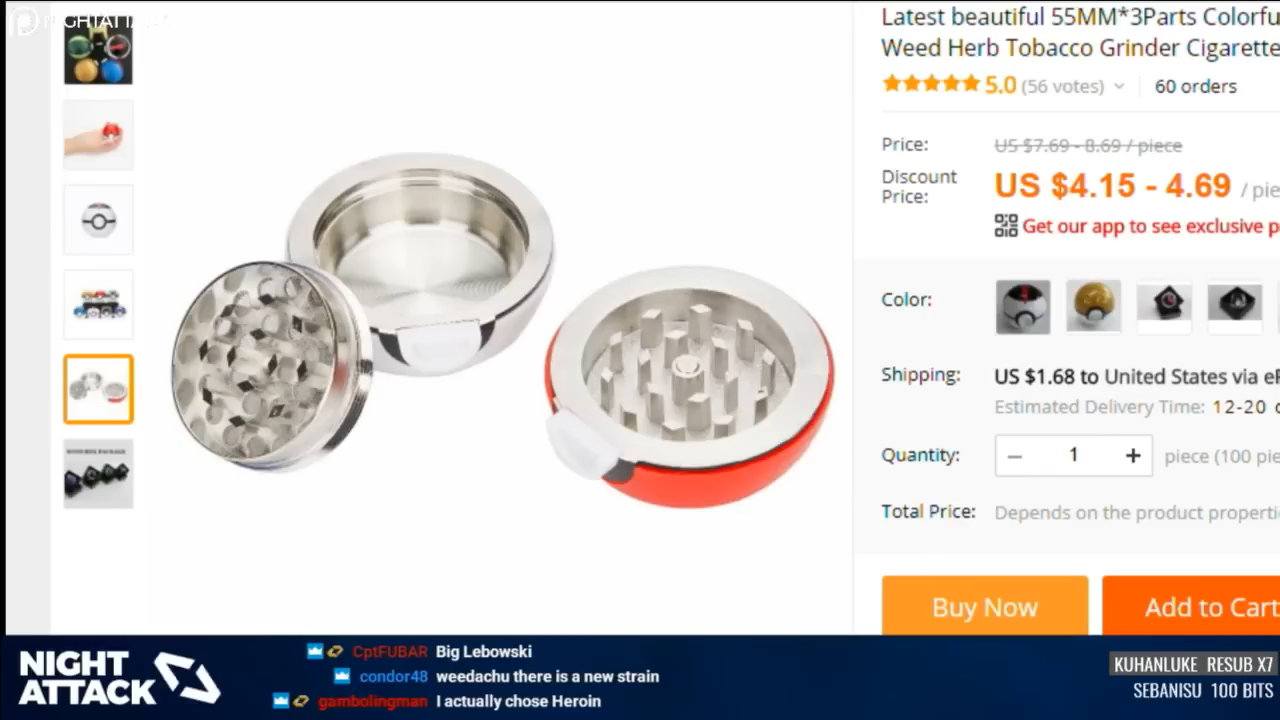 NIGHTATTACK
Latest beautiful 55MM*3Parts Colorfu
Weed Herb Tobacco Grinder Cigarette
5.0 (56 votes) 60 orders
Price: US $7.69 - 8.69 / piece
Discount Price: US $4.15 - 4.69 / pie
Get our app to see exclusive p
Color:
Shipping: US $1.68 to United States via eP
Estimated Delivery Time: 12-20 d
Quantity: − 1 + piece (100 pie
Total Price: Depends on the product properti
Buy Now Add to Cart
NIGHT ATTACK
CptFUBAR Big Lebowski
condor48 weedachu there is a new strain
gambolingman I actually chose Heroin
KUHANLUKE RESUB X7
SEBANISU 100 BITS